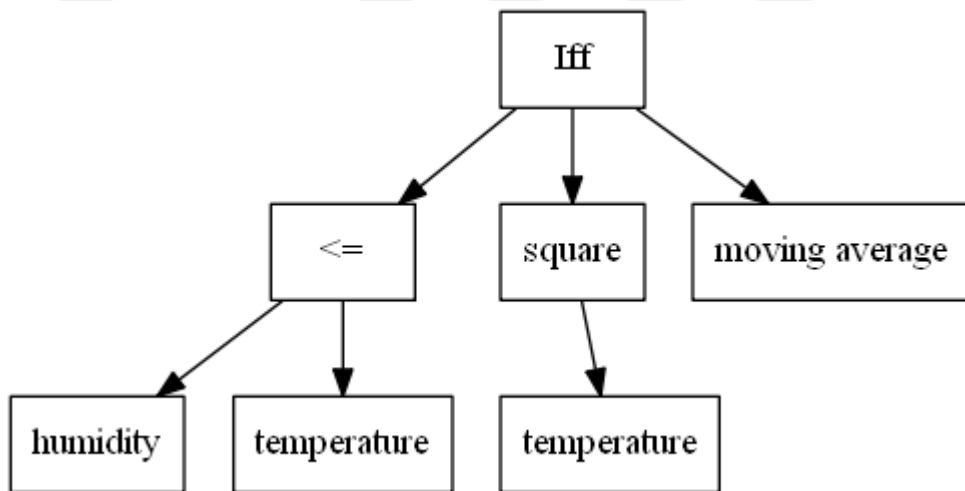 Iff
<=
square
moving average
humidity
temperature
temperature